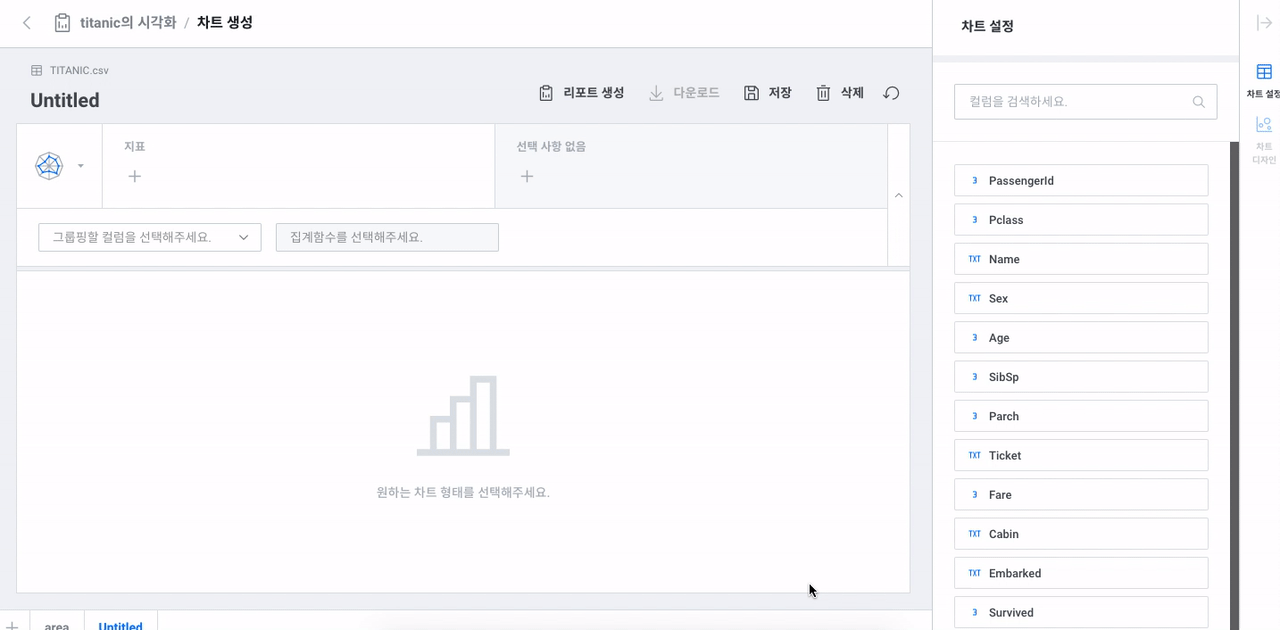 titanic의 시각화 / 차트 생성
TITANIC.csv
Untitled
리포트 생성
다운로드
저장
삭제
지표
선택 사항 없음
그룹핑할 컬럼을 선택해주세요.
집계함수를 선택해주세요.
원하는 차트 형태를 선택해주세요.
area
Untitled
차트 설정
컬럼을 검색하세요.
3 PassengerId
3 Pclass
TXT Name
TXT Sex
3 Age
3 SibSp
3 Parch
TXT Ticket
3 Fare
TXT Cabin
TXT Embarked
3 Survived
차트 설정
차트
디자인